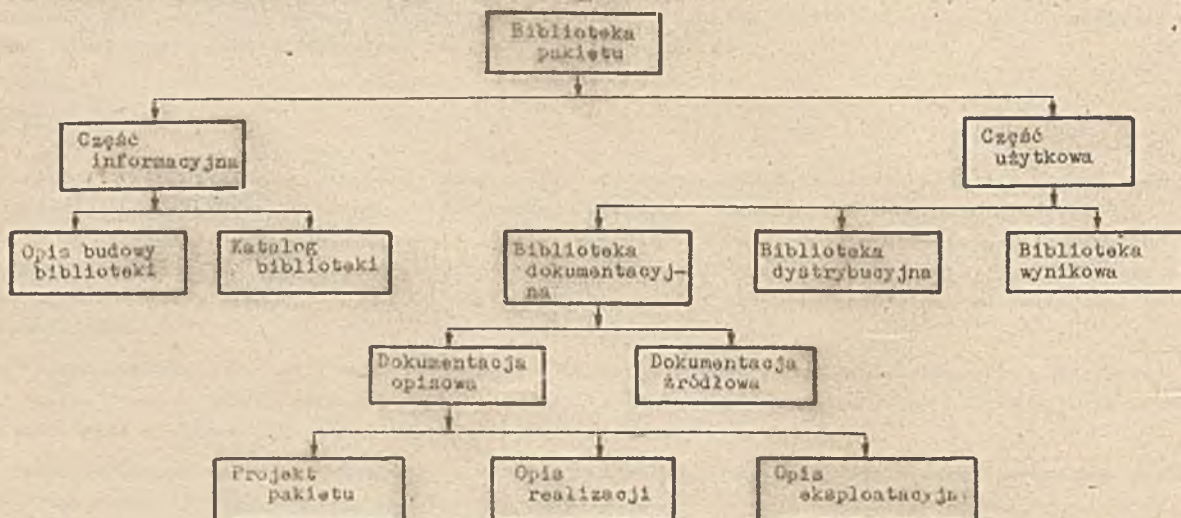 Biblioteka
pakietu
Część
informacyjna
Część
użytkowa
Opis budowy
biblioteki
Katalog
biblioteki
Biblioteka
dokumentacyj-
na
Biblioteka
dystrybucyjna
Biblioteka
wynikowa
Dokumentacja
opisowa
Dokumentacja
źródłowa
Projekt
pakietu
Opis
realizacji
Opis
eksploatacyjn